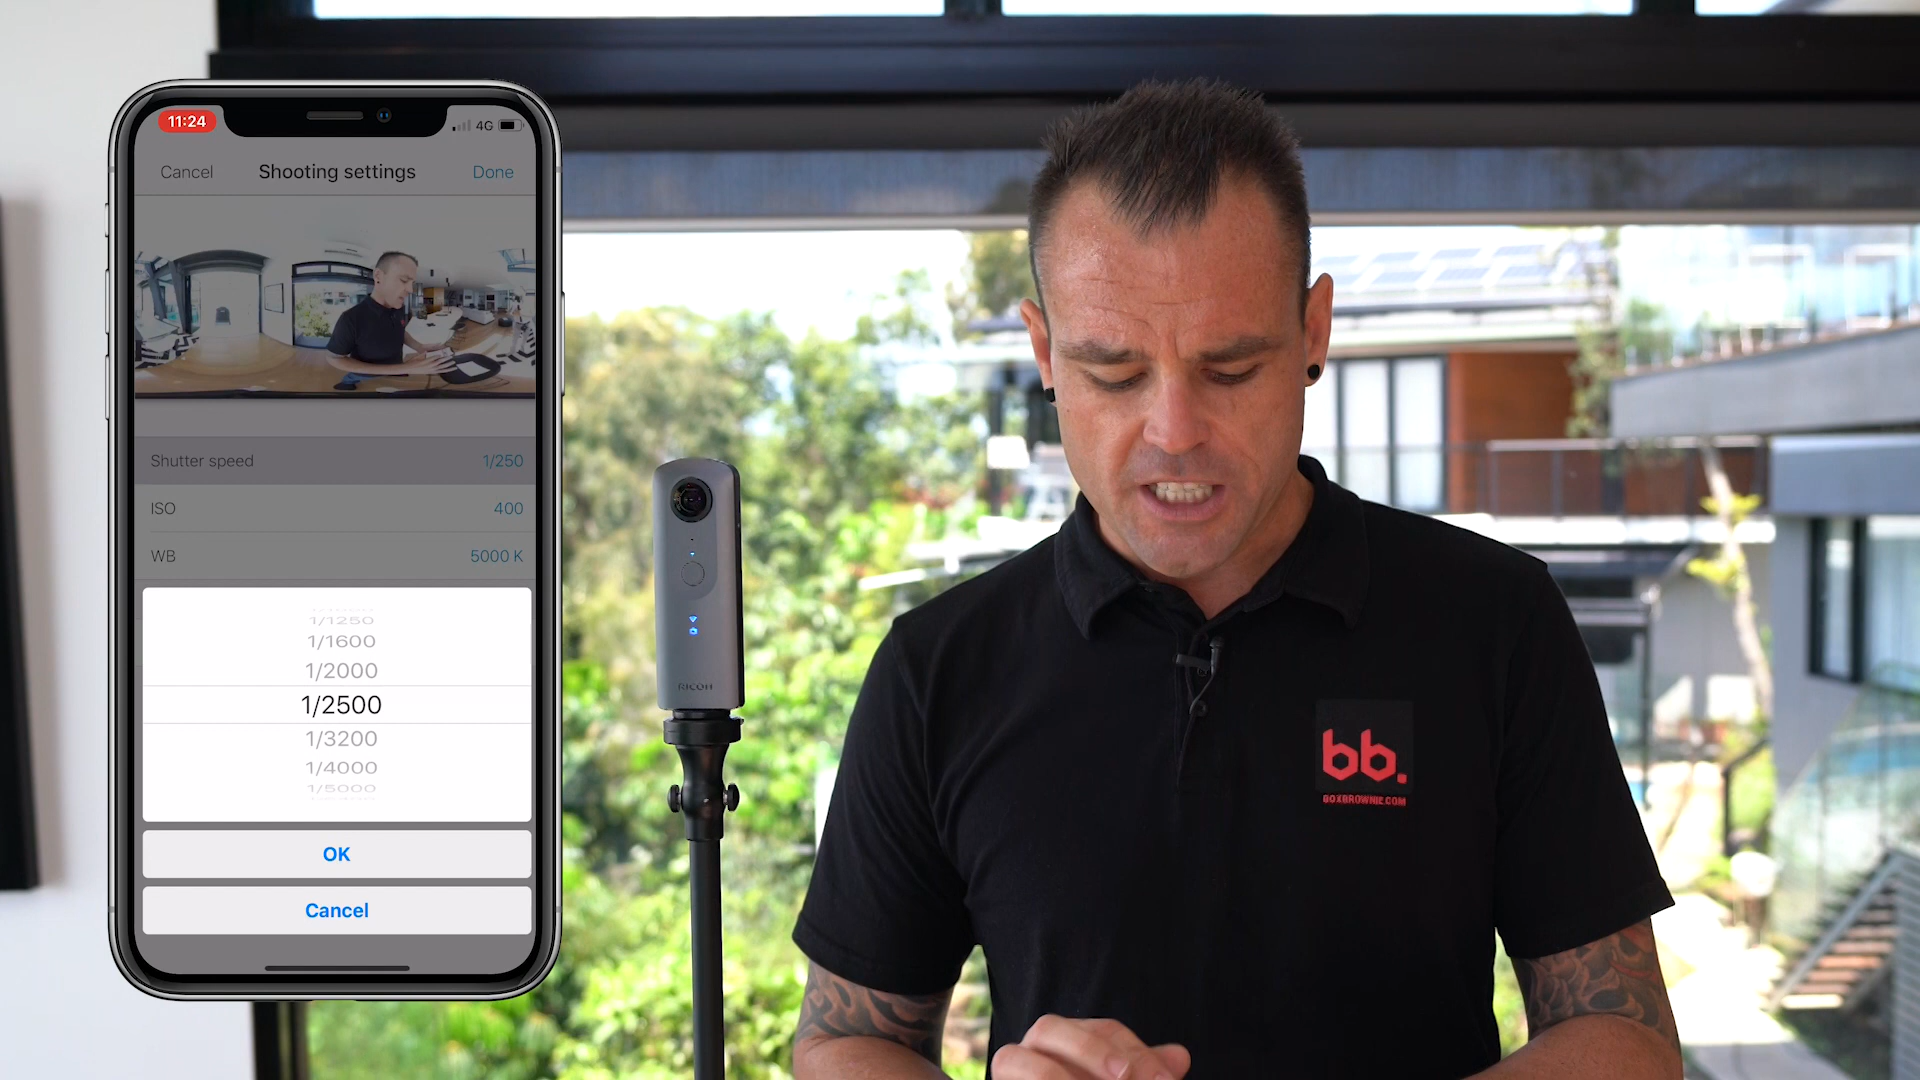 11:24
4G
Cancel Shooting settings Done
Shutter speed 1/250
ISO 400
WB 5000 K
1/1250
1/1600
1/2000
1/2500
1/3200
1/4000
1/5000
OK
Cancel
RICOH
bb.
BOXBROWNIE.COM